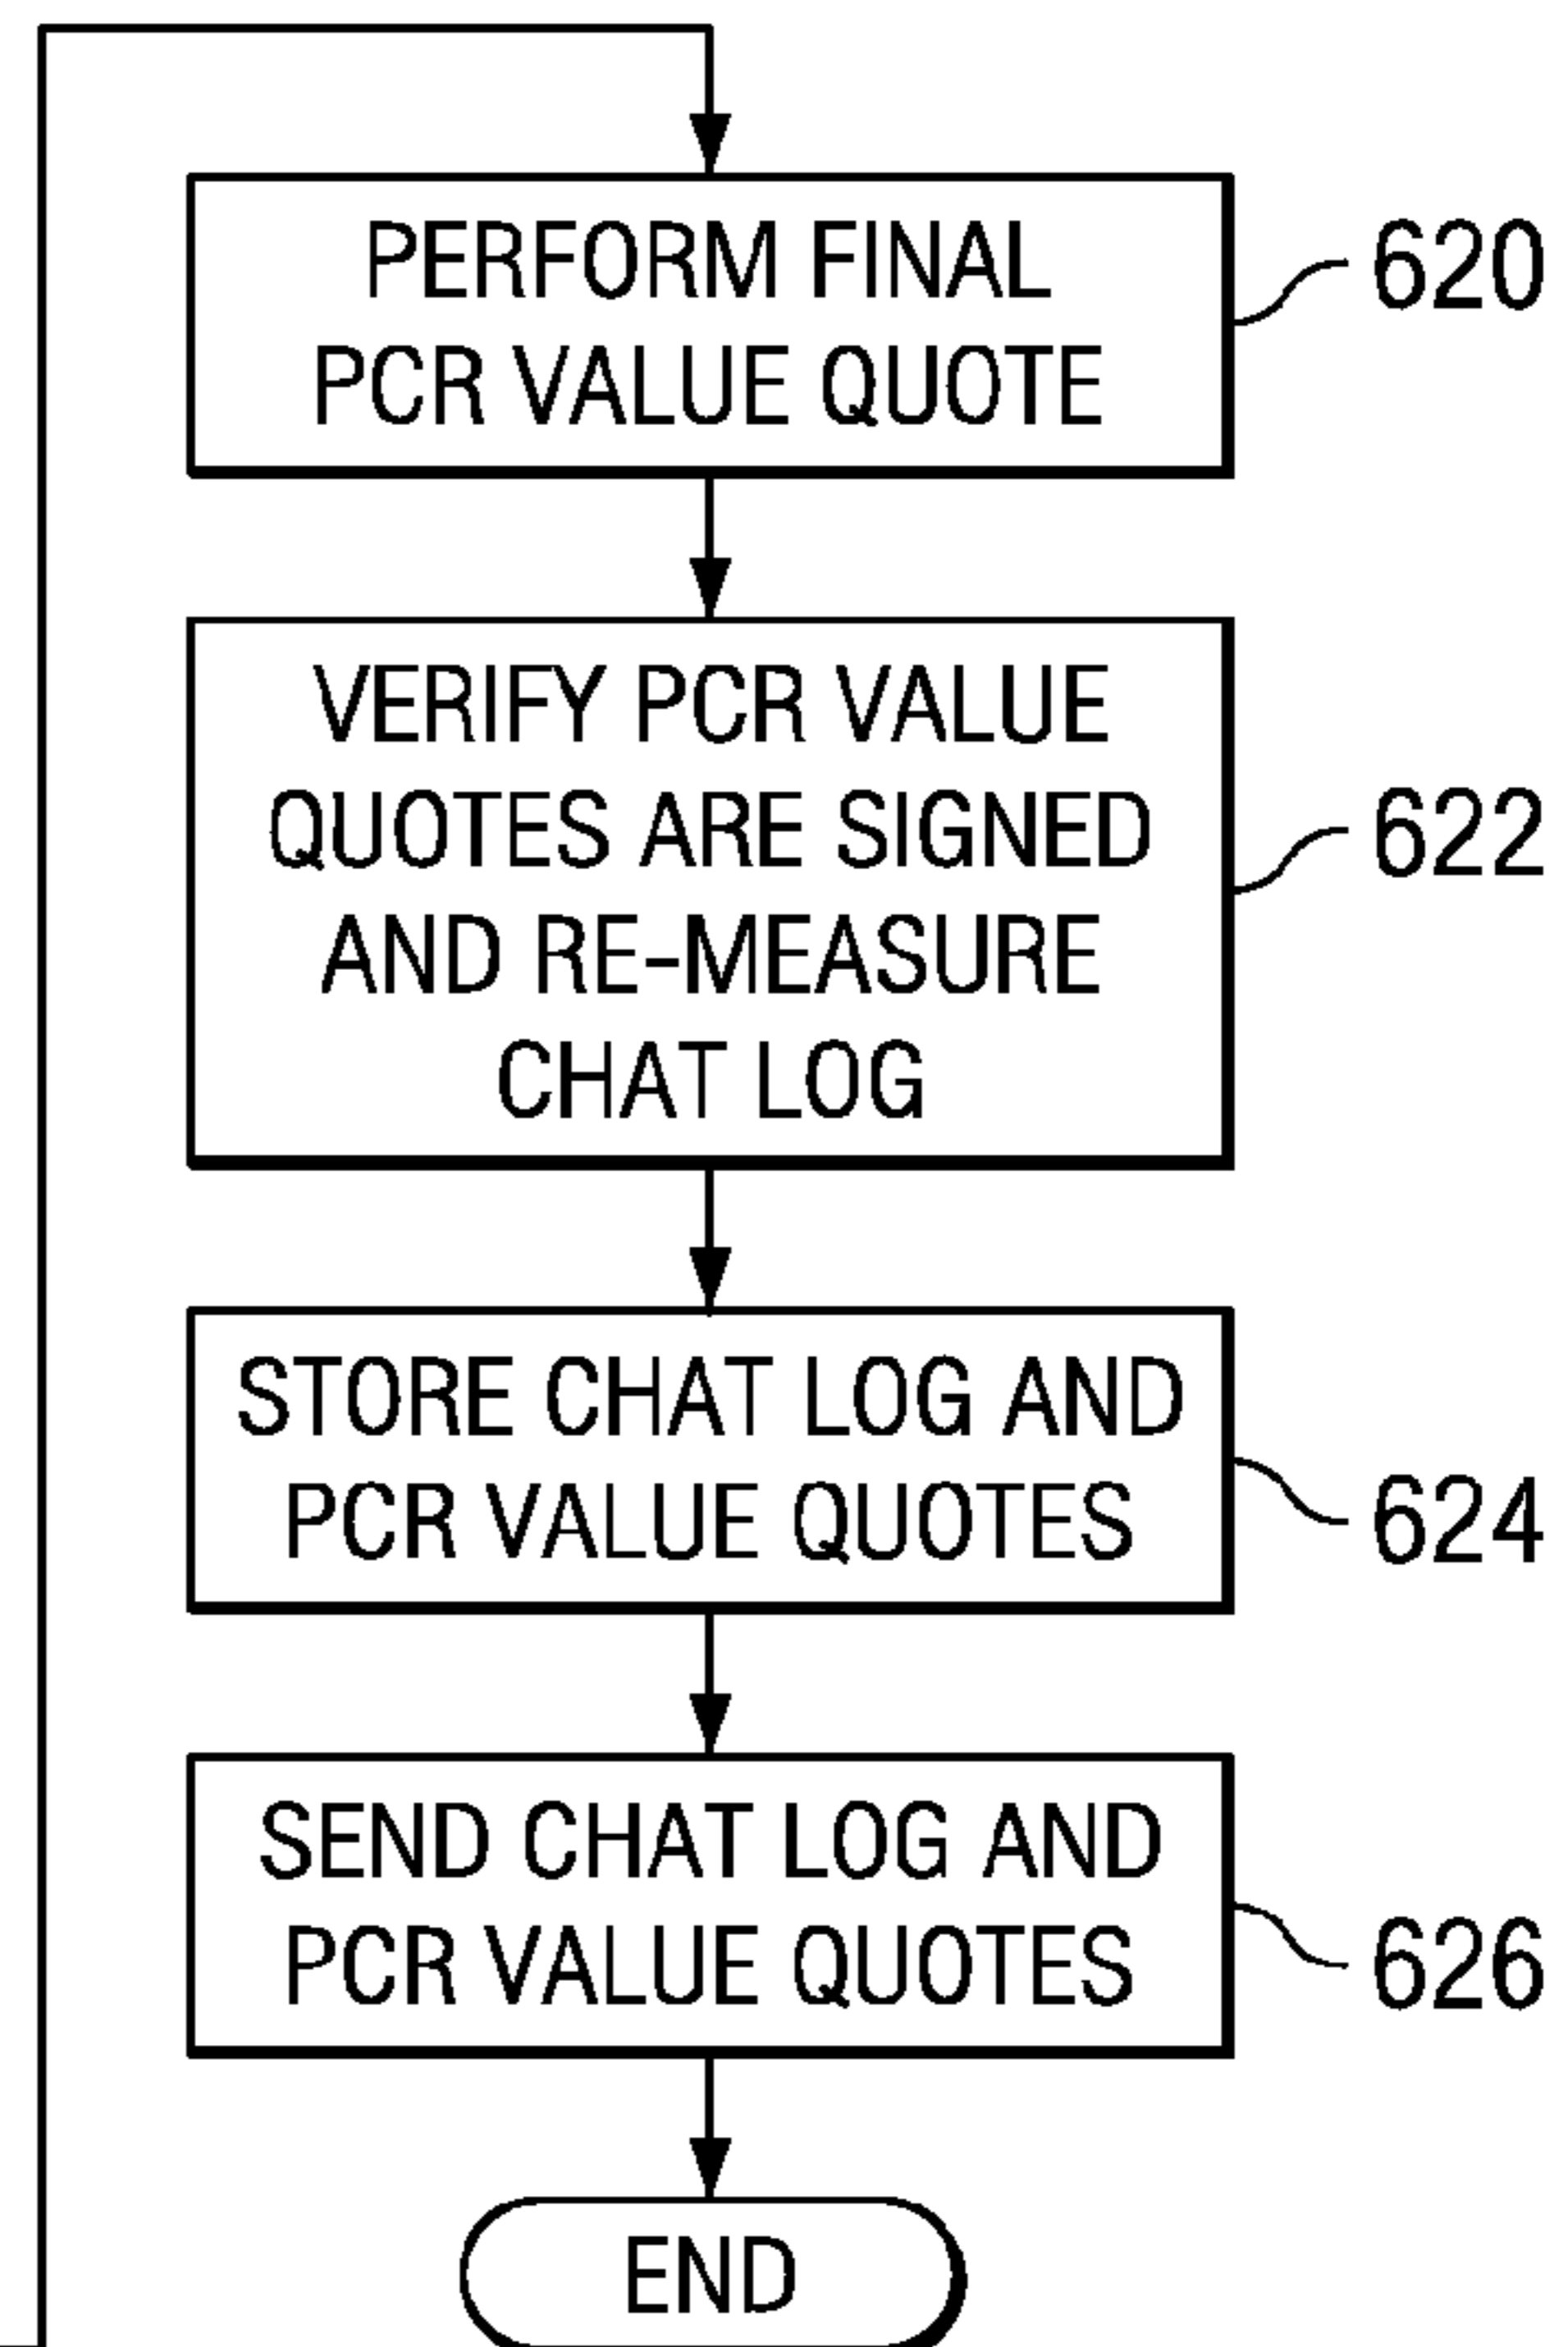 PERFORM FINAL
PCR VALUE QUOTE
620
VERIFY PCR VALUE
QUOTES ARE SIGNED
AND RE-MEASURE
CHAT LOG
622
STORE CHAT LOG AND
PCR VALUE QUOTES
624
SEND CHAT LOG AND
PCR VALUE QUOTES
626
END